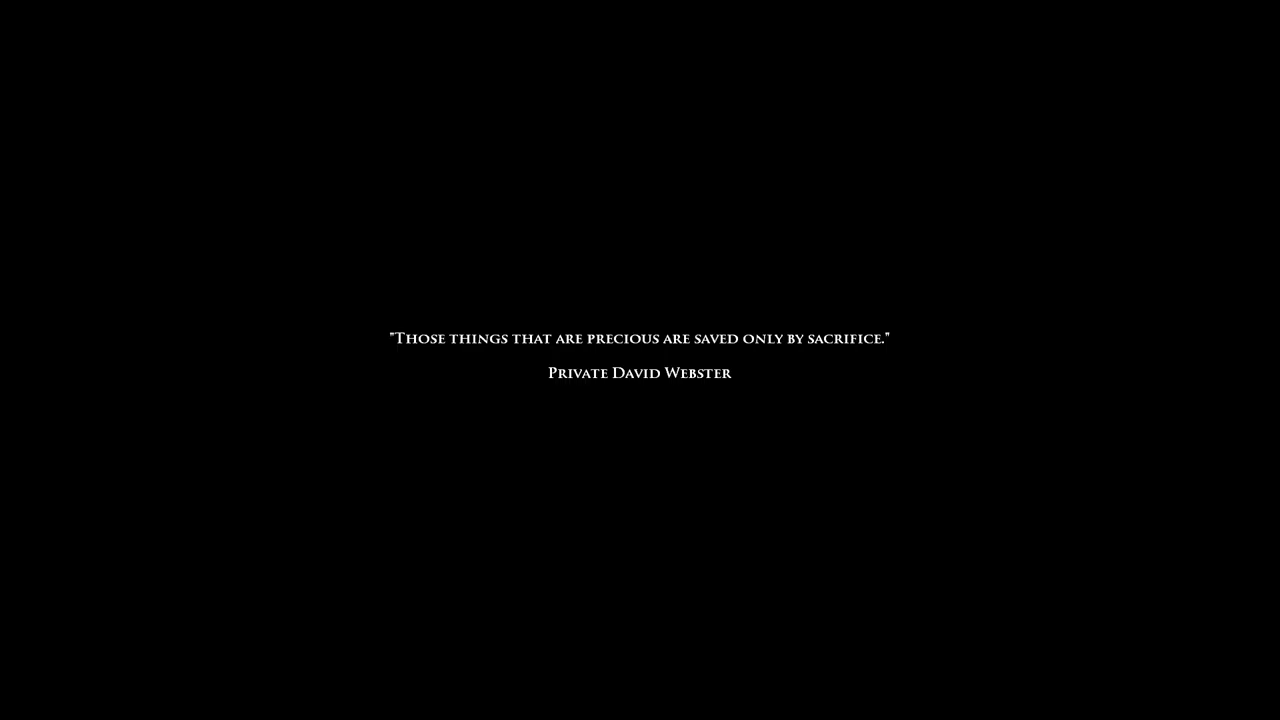 "Those things that are precious are saved only by sacrifice."
Private David Webster